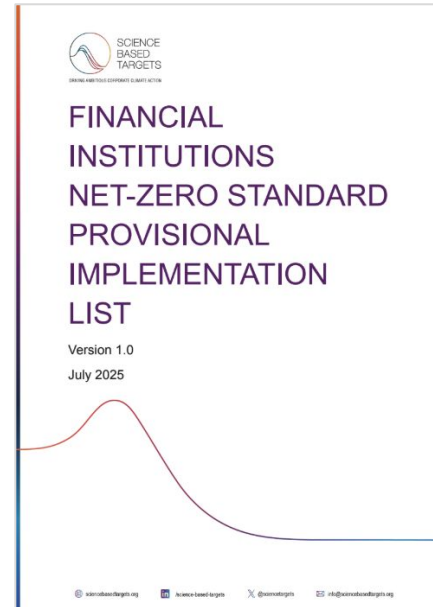 SCIENCE
BASED
TARGETS
DRIVING AMBITIOUS CORPORATE CLIMATE ACTION
FINANCIAL
INSTITUTIONS
NET-ZERO STANDARD
PROVISIONAL
IMPLEMENTATION
LIST
Version 1.0
July 2025
sciencebasedtargets.org
/science-based-targets
@sciencetargets
info@sciencebasedtargets.org